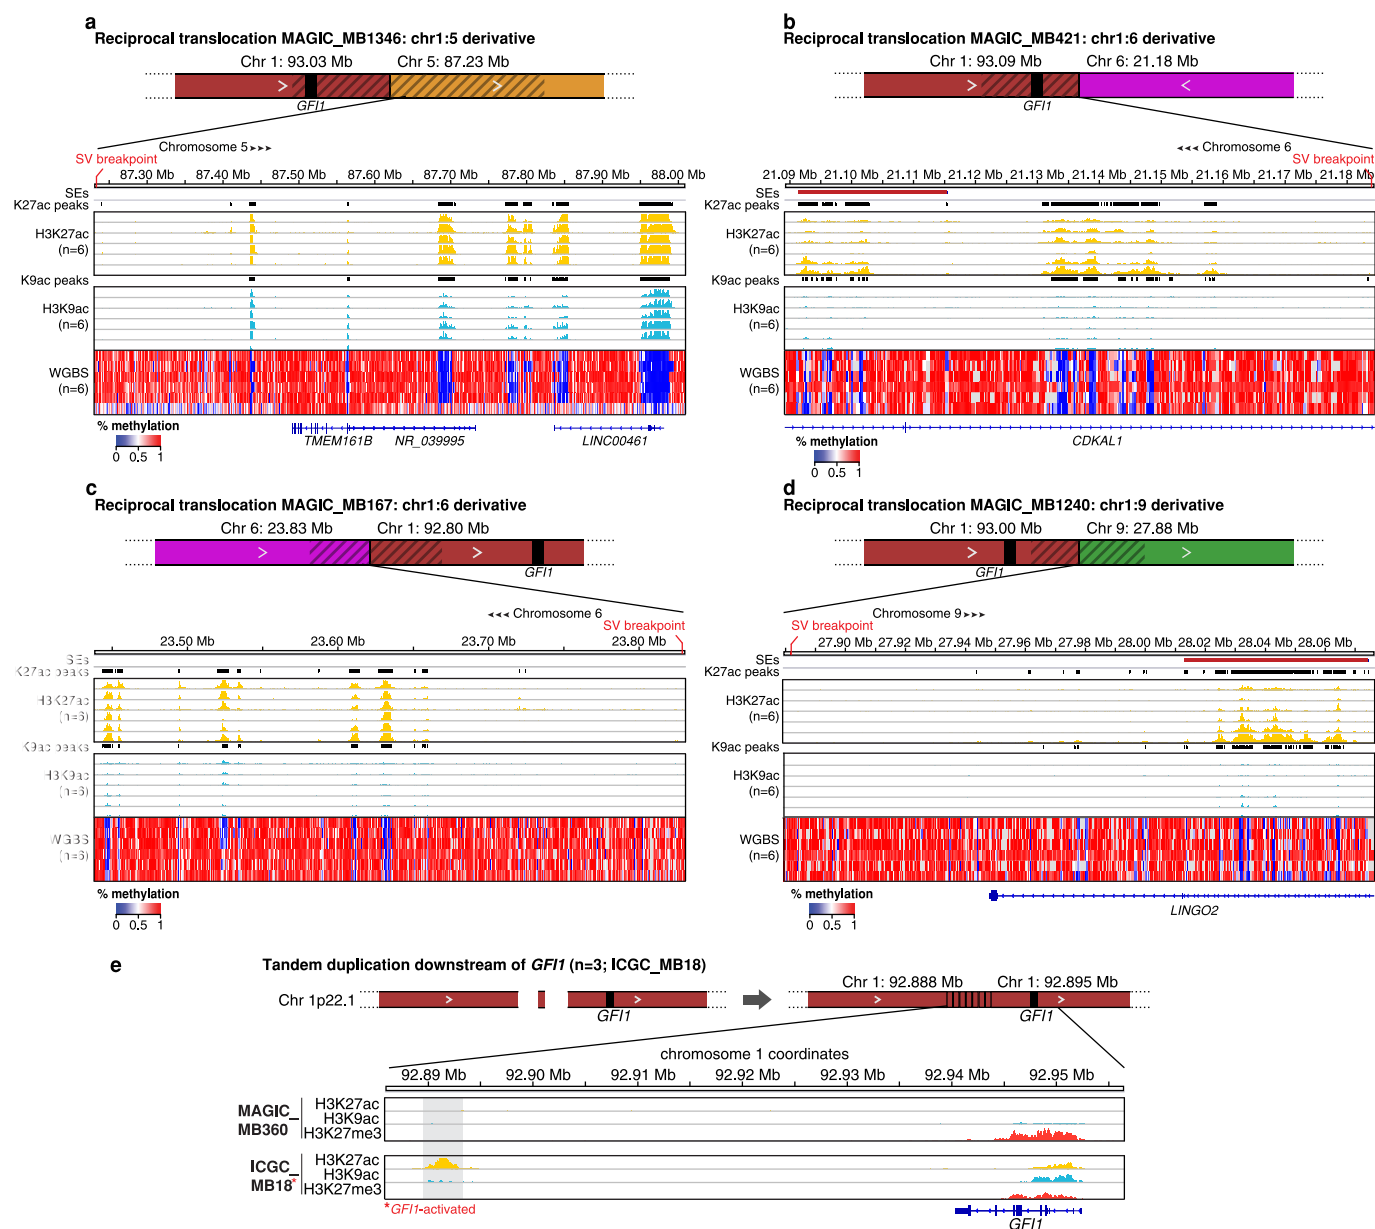 a
Reciprocal translocation MAGIC_MB1346: chr1:5 derivative
Chr 1: 93.03 Mb Chr 5: 87.23 Mb
GFI1
Chromosome 5
SV breakpoint
87.30 Mb 87.40 Mb 87.50 Mb 87.60 Mb 87.70 Mb 87.80 Mb 87.90 Mb 88.00 Mb
SEs
K27ac peaks
H3K27ac
(n=6)
K9ac peaks
H3K9ac
(n=6)
WGBS
(n=6)
% methylation
0 0.5 1
TMEM161B NR_039995 LINC00461
b
Reciprocal translocation MAGIC_MB421: chr1:6 derivative
Chr 1: 93.09 Mb Chr 6: 21.18 Mb
GFI1
Chromosome 6
SV breakpoint
21.09 Mb 21.10 Mb 21.12 Mb 21.13 Mb 21.14 Mb 21.16 Mb 21.17 Mb 21.18 Mb
SEs
K27ac peaks
H3K27ac
(n=6)
K9ac peaks
H3K9ac
(n=6)
WGBS
(n=6)
% methylation
0 0.5 1
CDKAL1
c
Reciprocal translocation MAGIC_MB167: chr1:6 derivative
Chr 6: 23.83 Mb Chr 1: 92.80 Mb
GFI1
Chromosome 6
SV breakpoint
23.50 Mb 23.60 Mb 23.70 Mb 23.80 Mb
SEs
K27ac peaks
H3K27ac
(n=6)
K9ac peaks
H3K9ac
(n=6)
WGBS
(n=6)
% methylation
0 0.5 1
d
Reciprocal translocation MAGIC_MB1240: chr1:9 derivative
Chr 1: 93.00 Mb Chr 9: 27.88 Mb
GFI1
Chromosome 9
SV breakpoint
27.90 Mb 27.92 Mb 27.94 Mb 27.96 Mb 27.98 Mb 28.00 Mb 28.02 Mb 28.04 Mb 28.06 Mb
SEs
K27ac peaks
H3K27ac
(n=6)
K9ac peaks
H3K9ac
(n=6)
WGBS
(n=6)
% methylation
0 0.5 1
LINGO2
e
Tandem duplication downstream of GFI1 (n=3; ICGC_MB18)
Chr 1p22.1
GFI1
Chr 1: 92.888 Mb Chr 1: 92.895 Mb
GFI1
chromosome 1 coordinates
92.89 Mb 92.90 Mb 92.91 Mb 92.92 Mb 92.93 Mb 92.94 Mb 92.95 Mb
MAGIC_
MB360
H3K27ac
H3K9ac
H3K27me3
ICGC_
MB18*
H3K27ac
H3K9ac
H3K27me3
*GFI1-activated
GFI1